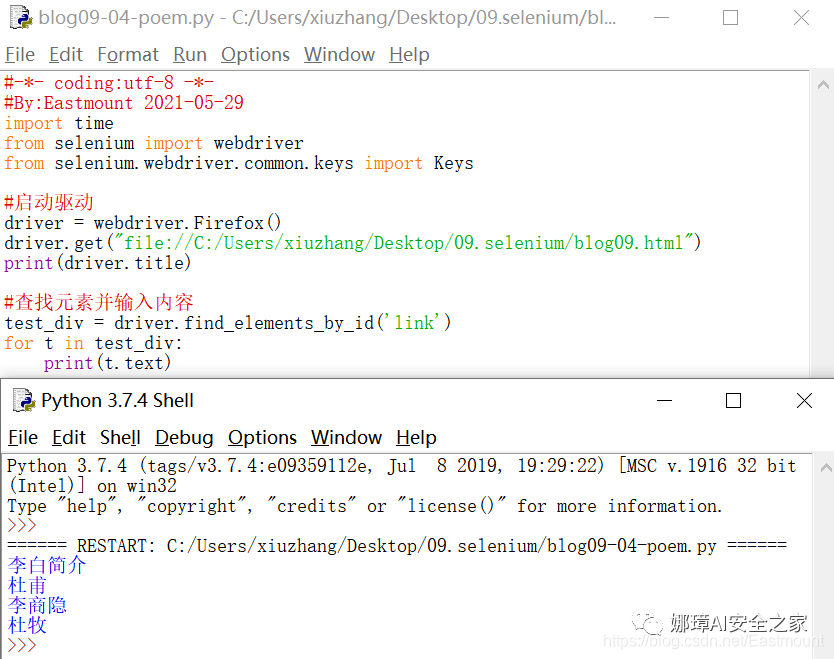 blog09-04-poem.py - C:/Users/xiuzhang/Desktop/09.selenium/bl...
File Edit Format Run Options Window Help
#-*- coding:utf-8 -*-
#By:Eastmount 2021-05-29
import time
from selenium import webdriver
from selenium.webdriver.common.keys import Keys
#启动驱动
driver = webdriver.Firefox()
driver.get("file://C:/Users/xiuzhang/Desktop/09.selenium/blog09.html")
print(driver.title)
#查找元素并输入内容
test_div = driver.find_elements_by_id('link')
for t in test_div:
    print(t.text)
Python 3.7.4 Shell
File Edit Shell Debug Options Window Help
Python 3.7.4 (tags/v3.7.4:e09359112e, Jul  8 2019, 19:29:22) [MSC v.1916 32 bit
(Intel)] on win32
Type "help", "copyright", "credits" or "license()" for more information.
>>>
====== RESTART: C:/Users/xiuzhang/Desktop/09.selenium/blog09-04-poem.py ======
李白简介
杜甫
李商隐
杜牧
>>>
娜璋AI安全之家
https://blog.csdn.net/Eastmount